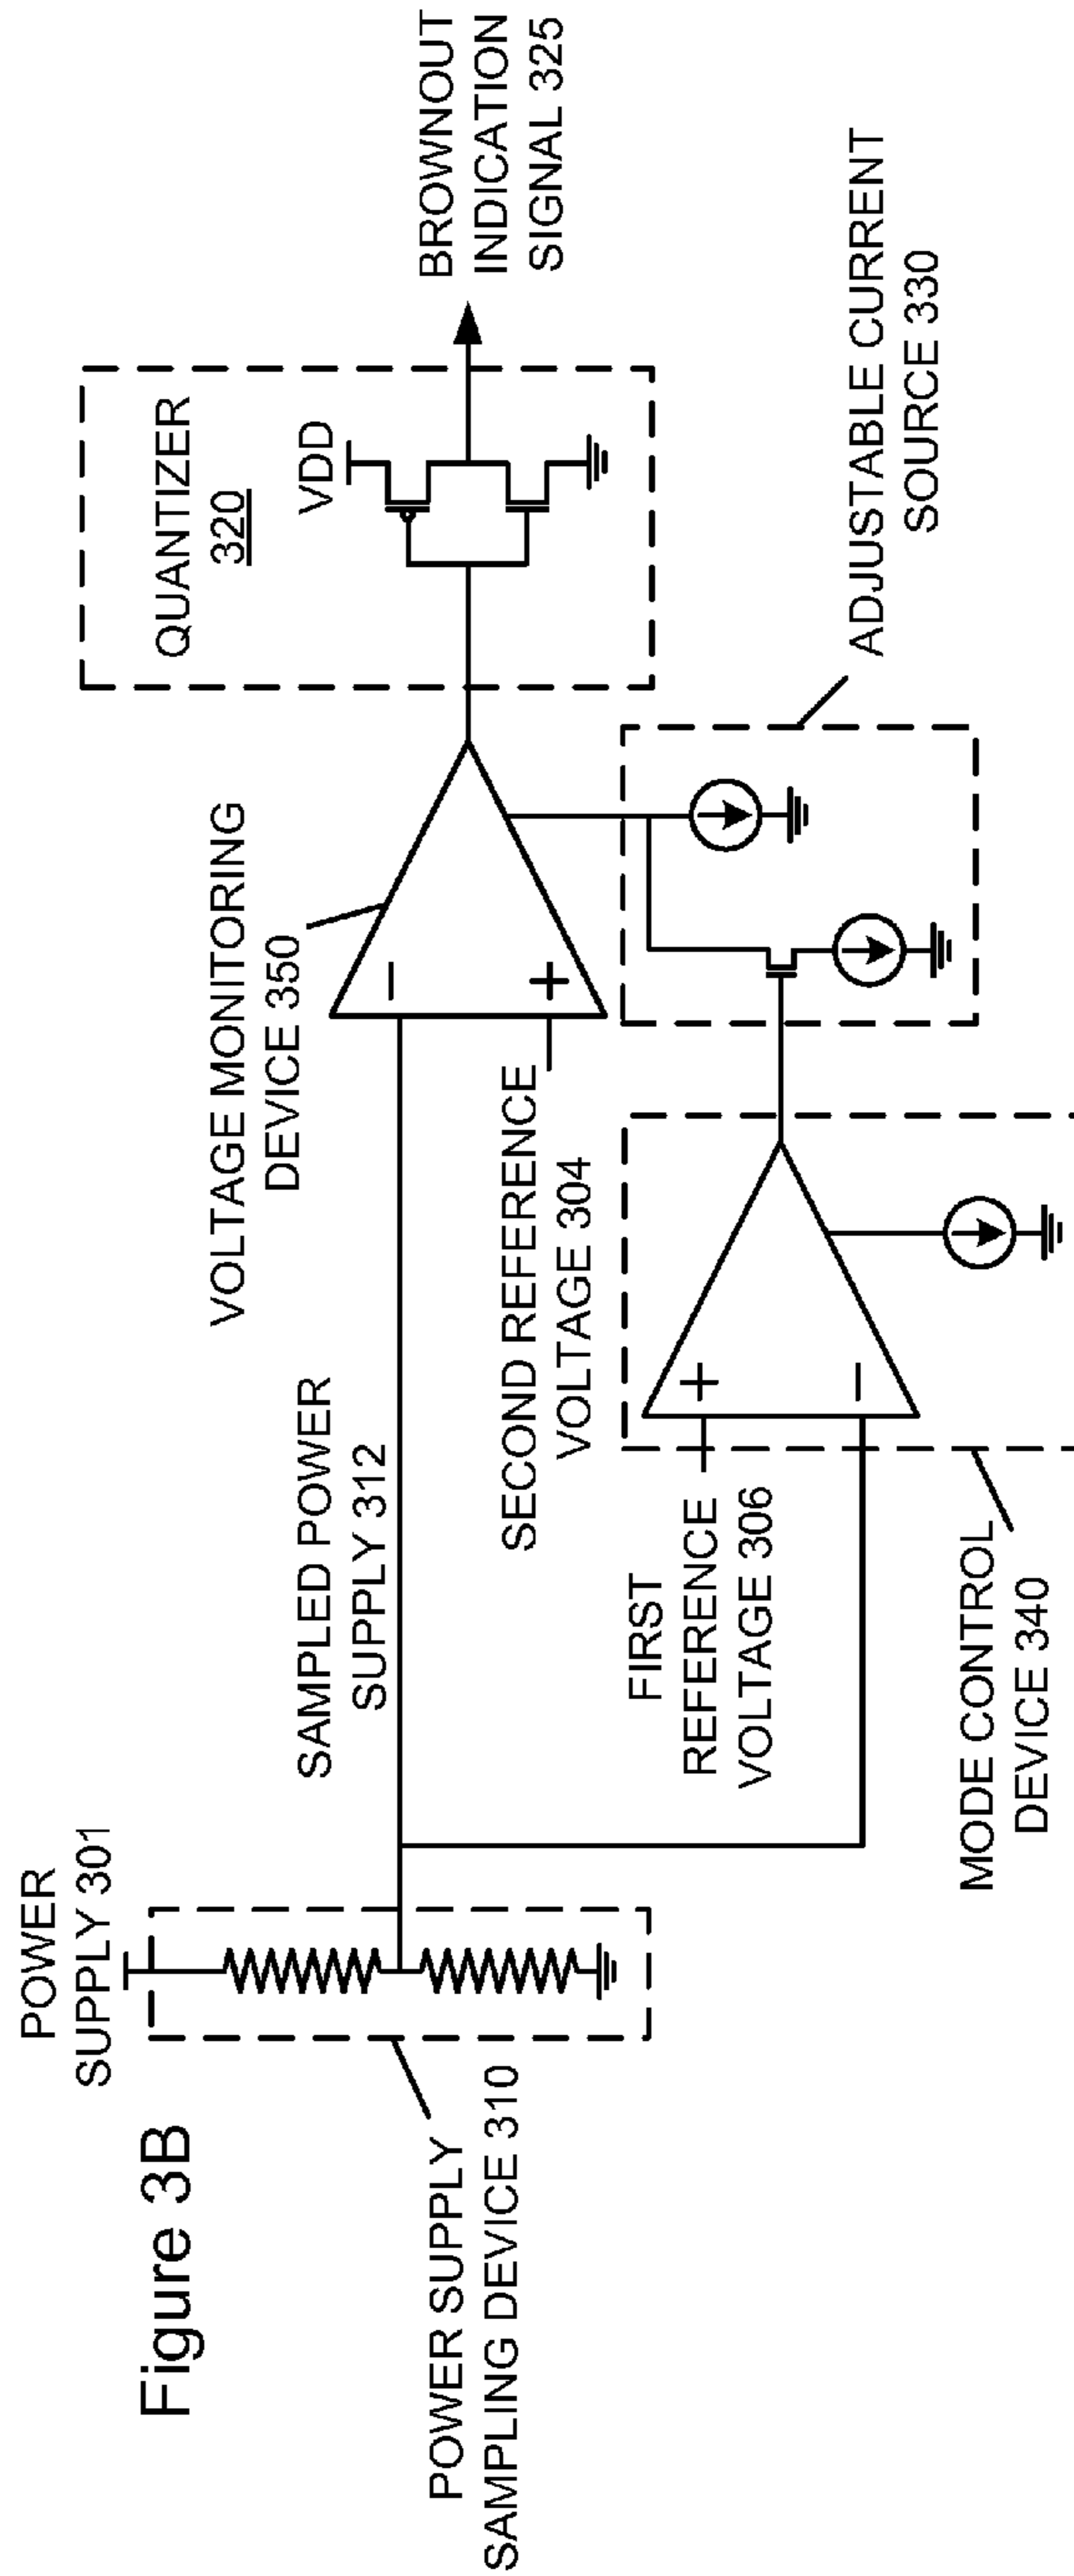 Figure 3B
POWER
SUPPLY 301
POWER SUPPLY
SAMPLING DEVICE 310
SAMPLED POWER
SUPPLY 312
VOLTAGE MONITORING
DEVICE 350
−
+
SECOND REFERENCE
VOLTAGE 304
FIRST
REFERENCE
VOLTAGE 306
+
−
MODE CONTROL
DEVICE 340
QUANTIZER
320
VDD
BROWNOUT
INDICATION
SIGNAL 325
ADJUSTABLE CURRENT
SOURCE 330